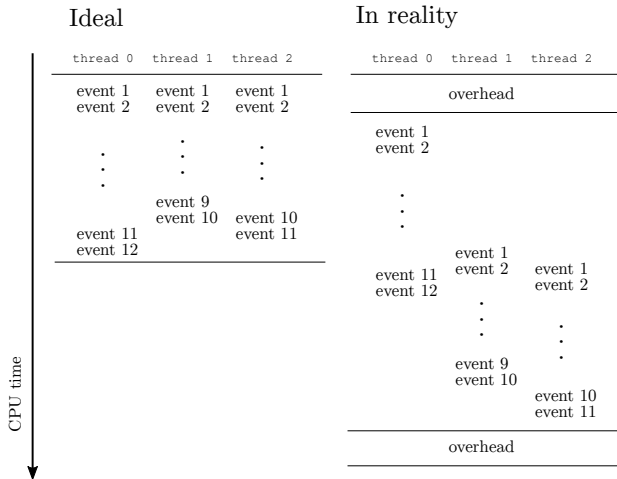 Ideal
thread 0 thread 1 thread 2
event 1 event 1 event 1
event 2 event 2 event 2
event 9
event 10 event 10
event 11 event 11
event 12
In reality
thread 0 thread 1 thread 2
overhead
event 1
event 2
event 1
event 11 event 2 event 1
event 12 event 2
event 9
event 10 event 10
event 11
overhead
CPU time